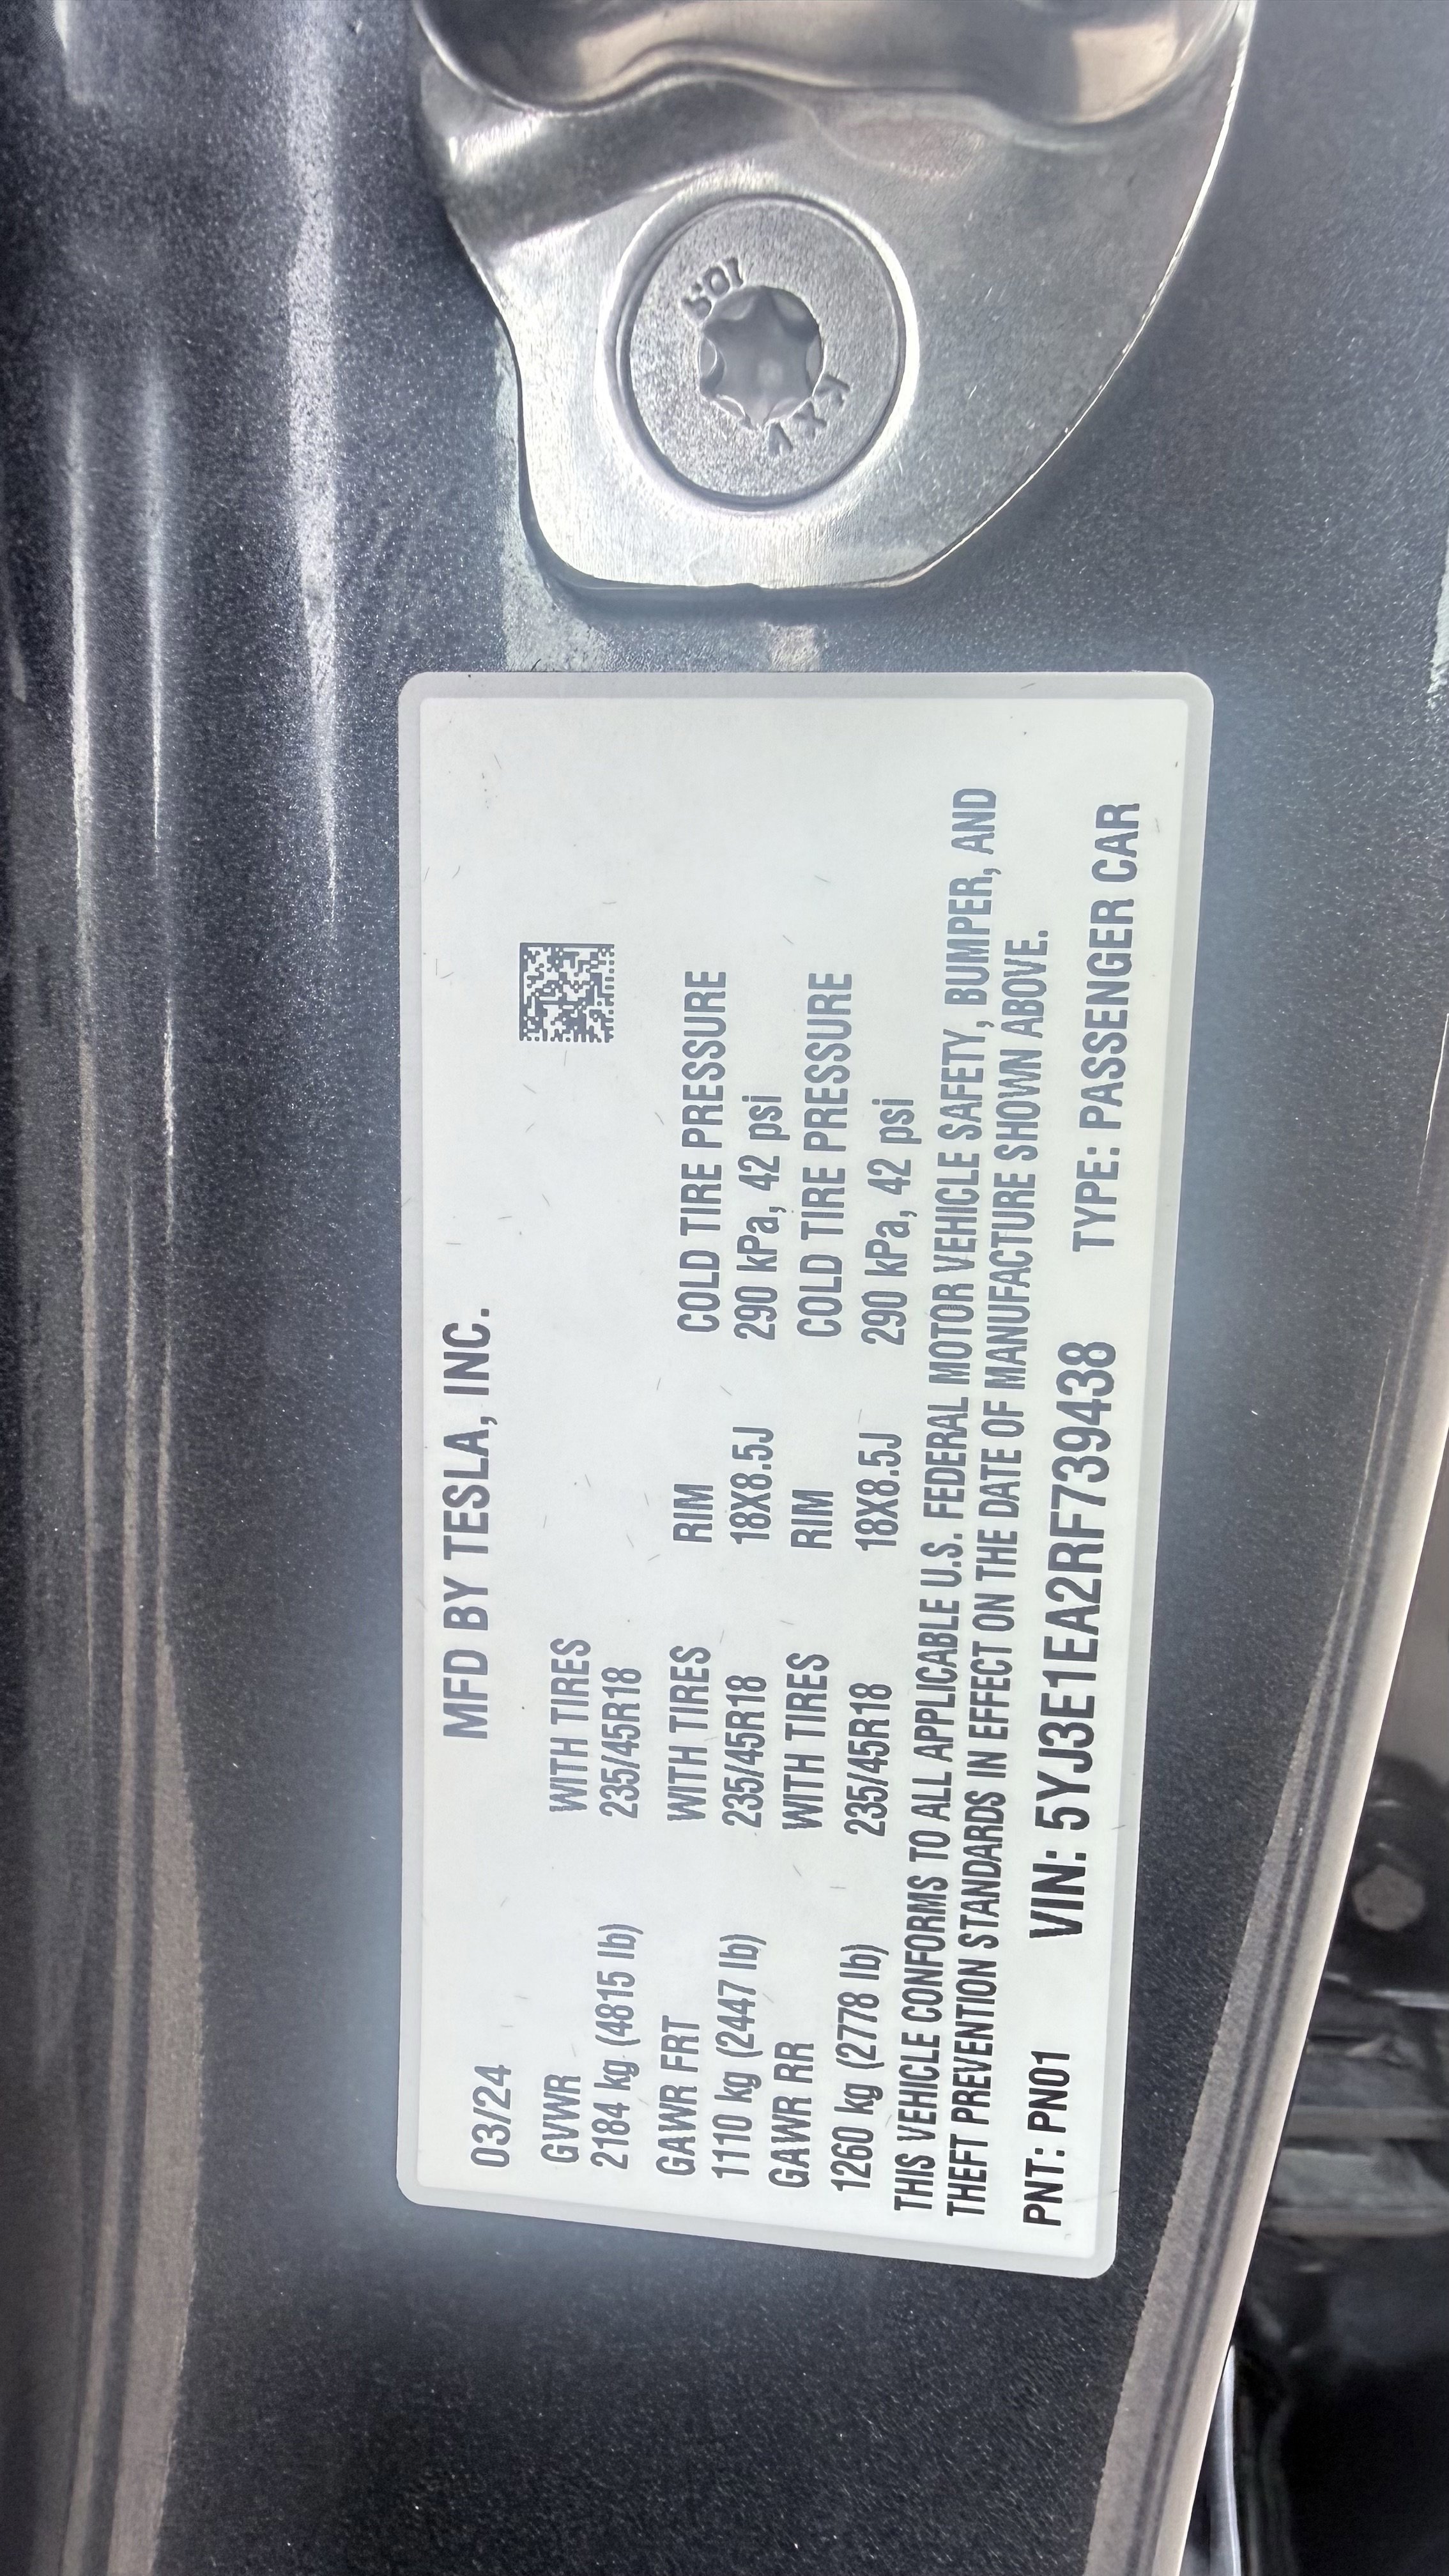 MFD BY TESLA, INC.
03/24
GVWR WITH TIRES
2184 kg (4815 lb) 235/45R18
GAWR FRT WITH TIRES RIM COLD TIRE PRESSURE
1110 kg (2447 lb) 235/45R18 18X8.5J 290 kPa, 42 psi
GAWR RR WITH TIRES RIM COLD TIRE PRESSURE
1260 kg (2778 lb) 235/45R18 18X8.5J 290 kPa, 42 psi
THIS VEHICLE CONFORMS TO ALL APPLICABLE U.S. FEDERAL MOTOR VEHICLE SAFETY, BUMPER, AND
THEFT PREVENTION STANDARDS IN EFFECT ON THE DATE OF MANUFACTURE SHOWN ABOVE.
PNT: PN01 VIN: 5YJ3E1EA2RF739438 TYPE: PASSENGER CAR